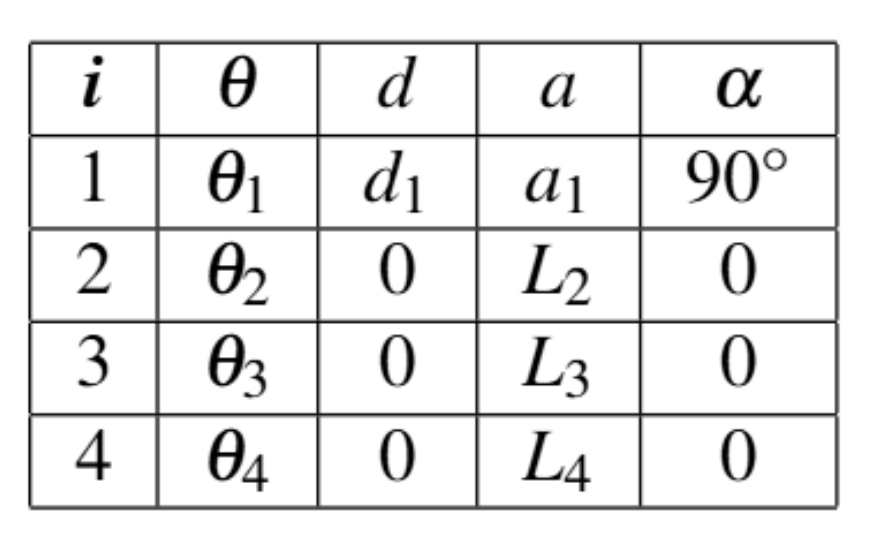 i θ d a α
1 θ₁ d₁ a₁ 90°
2 θ₂ 0 L₂ 0
3 θ₃ 0 L₃ 0
4 θ₄ 0 L₄ 0